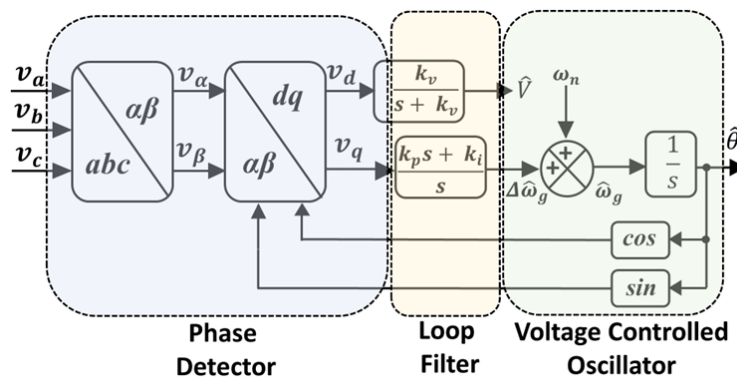 v_a
v_b
v_c
αβ
abc
v_α
v_β
dq
αβ
v_d
v_q
k_v
s + k_v
V̂
k_p s + k_i
s
Δω̂_g
ω_n
+
+
ω̂_g
1
s
θ̂
cos
sin
Phase
Detector
Loop
Filter
Voltage Controlled
Oscillator